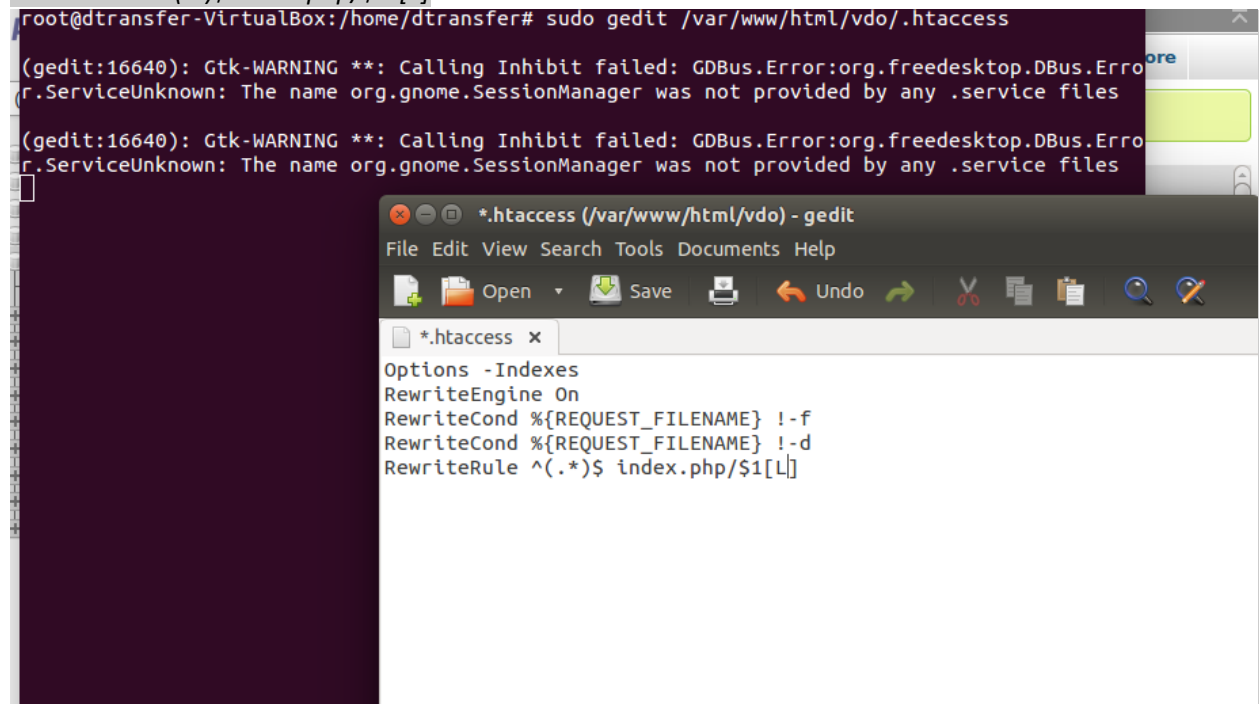 root@dtransfer-VirtualBox:/home/dtransfer# sudo gedit /var/www/html/vdo/.htaccess
ore
(gedit:16640): Gtk-WARNING **: Calling Inhibit failed: GDBus.Error:org.freedesktop.DBus.Erro
r.ServiceUnknown: The name org.gnome.SessionManager was not provided by any .service files
(gedit:16640): Gtk-WARNING **: Calling Inhibit failed: GDBus.Error:org.freedesktop.DBus.Erro
r.ServiceUnknown: The name org.gnome.SessionManager was not provided by any .service files
*.htaccess (/var/www/html/vdo) - gedit
File Edit View Search Tools Documents Help
Open Save Undo
*.htaccess ×
Options -Indexes
RewriteEngine On
RewriteCond %{REQUEST_FILENAME} !-f
RewriteCond %{REQUEST_FILENAME} !-d
RewriteRule ^(.*)$ index.php/$1[L]